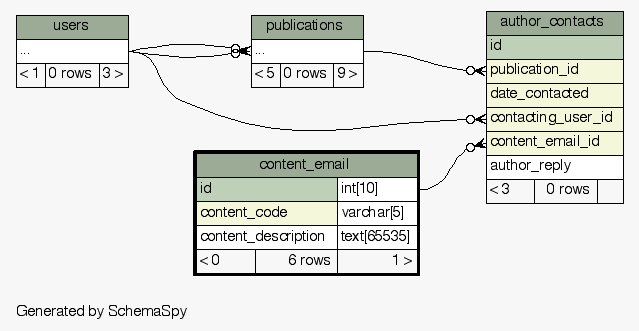 users
...
< 1 0 rows 3 >
publications
...
< 5 0 rows 9 >
author_contacts
id
publication_id
date_contacted
contacting_user_id
content_email_id
author_reply
< 3 0 rows
content_email
id int[10]
content_code varchar[5]
content_description text[65535]
< 0 6 rows 1 >
Generated by SchemaSpy